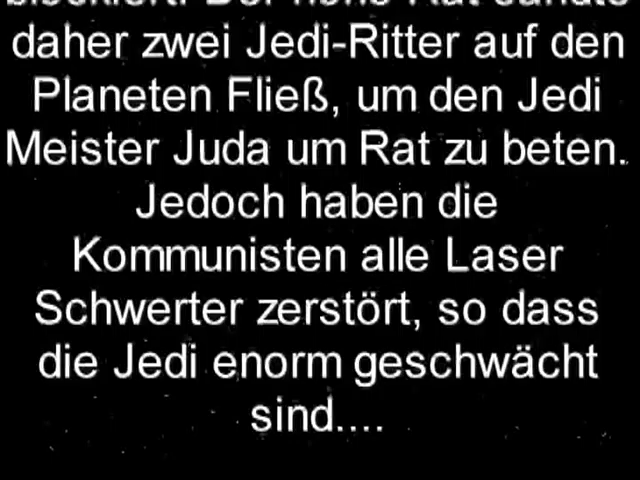 daher zwei Jedi-Ritter auf den
Planeten Fließ, um den Jedi
Meister Juda um Rat zu beten.
Jedoch haben die
Kommunisten alle Laser
Schwerter zerstört, so dass
die Jedi enorm geschwächt
sind....